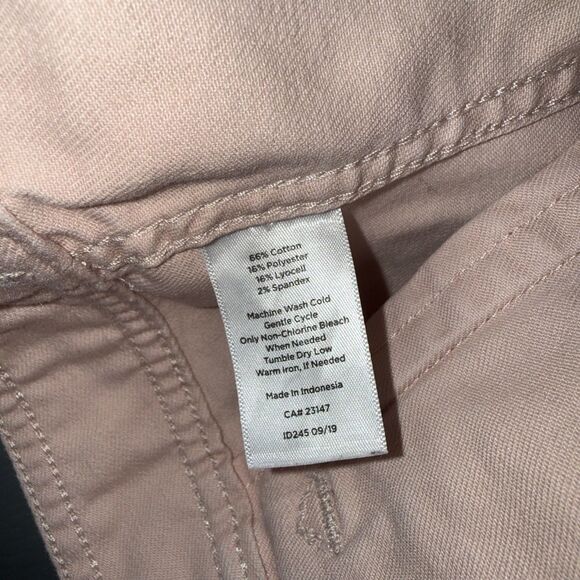 66% Cotton
16% Polyester
16% Lyocell
2% Spandex
Machine Wash Cold
Gentle Cycle
Only Non-Chlorine Bleach
When Needed
Tumble Dry Low
Warm iron, If Needed
Made in Indonesia
CA# 23147
ID245 09/19